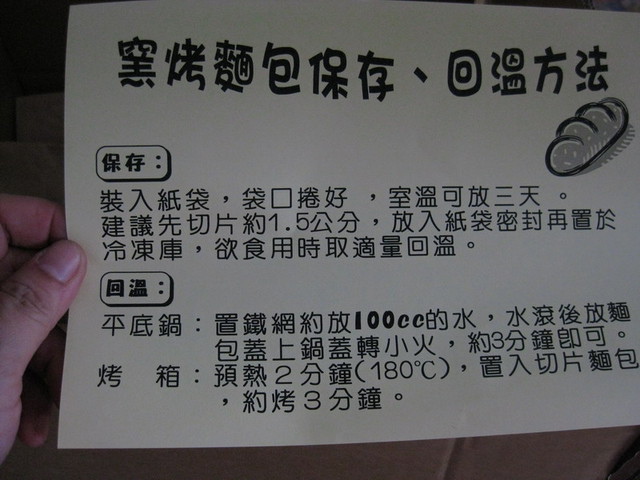 窯烤麵包保存、回溫方法
保存：
裝入紙袋，袋口捲好，室溫可放三天。
建議先切片約1.5公分，放入紙袋密封再置於
冷凍庫，欲食用時取適量回溫。
回溫：
平底鍋：置鐵網約放100cc的水，水滾後放麵
包蓋上鍋蓋轉小火，約3分鐘即可。
烤　箱：預熱2分鐘(180℃)，置入切片麵包
，約烤3分鐘。